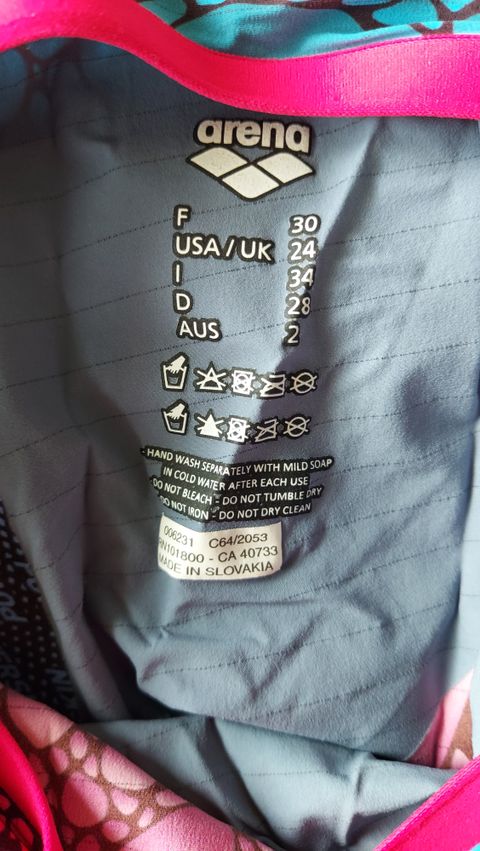 arena
F 30
USA/UK 24
I 34
D 28
AUS 2
- HAND WASH SEPARATELY WITH MILD SOAP
IN COLD WATER AFTER EACH USE
- DO NOT BLEACH - DO NOT TUMBLE DRY
- DO NOT IRON - DO NOT DRY CLEAN
006231 C64/2053
RN101800 - CA 40733
MADE IN SLOVAKIA